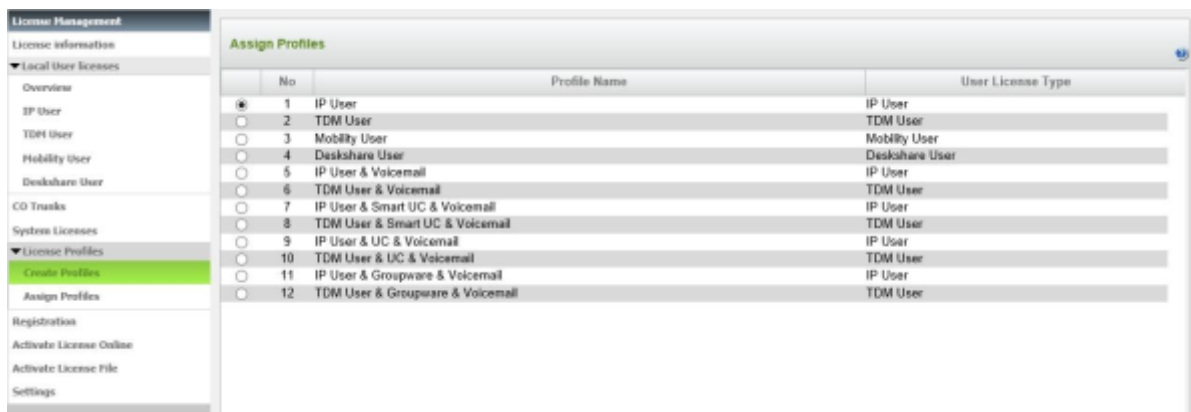 License Management
License information
Local User licenses
Overview
IP User
TDM User
Mobility User
Deskshare User
CO Trunks
System Licenses
License Profiles
Create Profiles
Assign Profiles
Registration
Activate License Online
Activate License File
Settings
Assign Profiles
No Profile Name User License Type
1 IP User IP User
2 TDM User TDM User
3 Mobility User Mobility User
4 Deskshare User Deskshare User
5 IP User & Voicemail IP User
6 TDM User & Voicemail TDM User
7 IP User & Smart UC & Voicemail IP User
8 TDM User & Smart UC & Voicemail TDM User
9 IP User & UC & Voicemail IP User
10 TDM User & UC & Voicemail TDM User
11 IP User & Groupware & Voicemail IP User
12 TDM User & Groupware & Voicemail TDM User